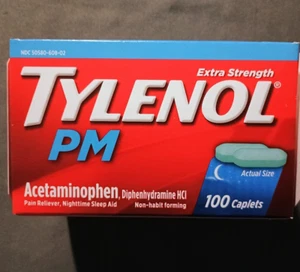 NDC 50580-608-02
Extra Strength
TYLENOL®
PM
Actual Size
Acetaminophen, Diphenhydramine HCl
Pain Reliever, Nighttime Sleep Aid Non-habit forming
100 Caplets